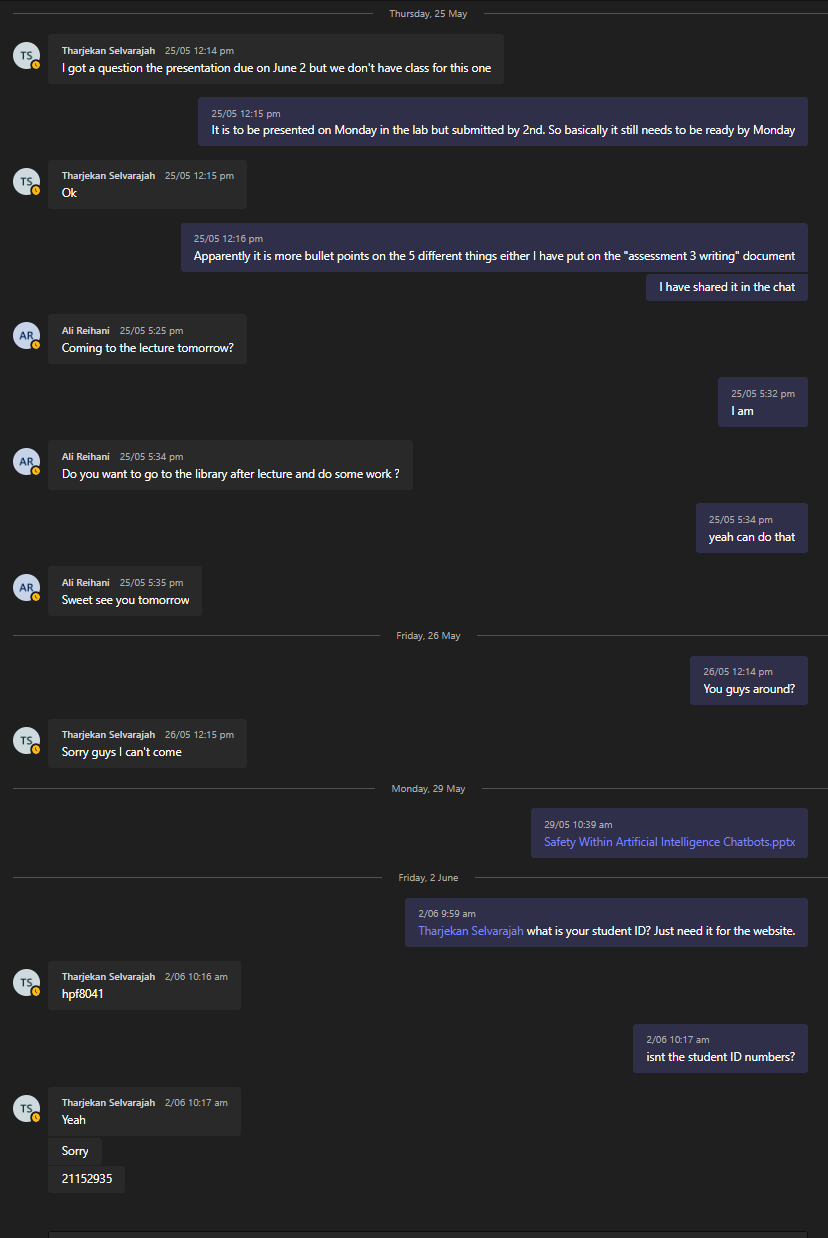 Thursday, 25 May
TS
Tharjekan Selvarajah 25/05 12:14 pm
I got a question the presentation due on June 2 but we don't have class for this one
25/05 12:15 pm
It is to be presented on Monday in the lab but submitted by 2nd. So basically it still needs to be ready by Monday
TS
Tharjekan Selvarajah 25/05 12:15 pm
Ok
25/05 12:16 pm
Apparently it is more bullet points on the 5 different things either I have put on the "assessment 3 writing" document
I have shared it in the chat
AR
Ali Reihani 25/05 5:25 pm
Coming to the lecture tomorrow?
25/05 5:32 pm
I am
AR
Ali Reihani 25/05 5:34 pm
Do you want to go to the library after lecture and do some work ?
25/05 5:34 pm
yeah can do that
AR
Ali Reihani 25/05 5:35 pm
Sweet see you tomorrow
Friday, 26 May
26/05 12:14 pm
You guys around?
TS
Tharjekan Selvarajah 26/05 12:15 pm
Sorry guys I can't come
Monday, 29 May
29/05 10:39 am
Safety Within Artificial Intelligence Chatbots.pptx
Friday, 2 June
2/06 9:59 am
Tharjekan Selvarajah what is your student ID? Just need it for the website.
TS
Tharjekan Selvarajah 2/06 10:16 am
hpf8041
2/06 10:17 am
isnt the student ID numbers?
TS
Tharjekan Selvarajah 2/06 10:17 am
Yeah
Sorry
21152935